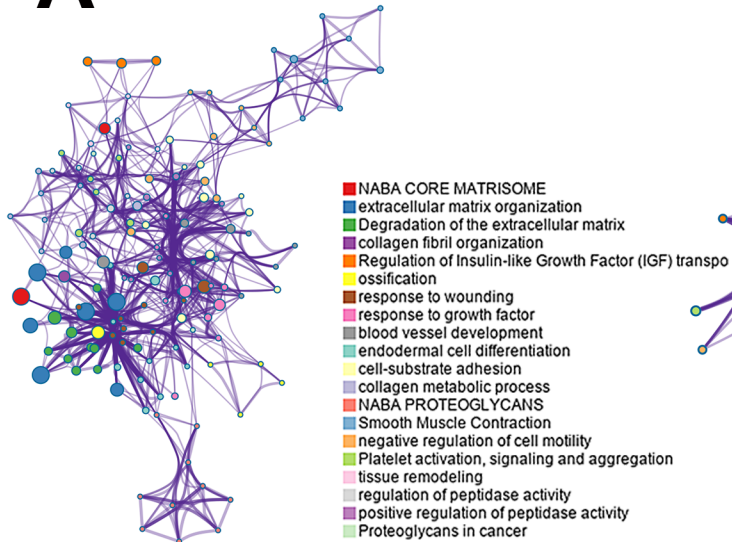 A
NABA CORE MATRISOME
extracellular matrix organization
Degradation of the extracellular matrix
collagen fibril organization
Regulation of Insulin-like Growth Factor (IGF) transpo
ossification
response to wounding
response to growth factor
blood vessel development
endodermal cell differentiation
cell-substrate adhesion
collagen metabolic process
NABA PROTEOGLYCANS
Smooth Muscle Contraction
negative regulation of cell motility
Platelet activation, signaling and aggregation
tissue remodeling
regulation of peptidase activity
positive regulation of peptidase activity
Proteoglycans in cancer